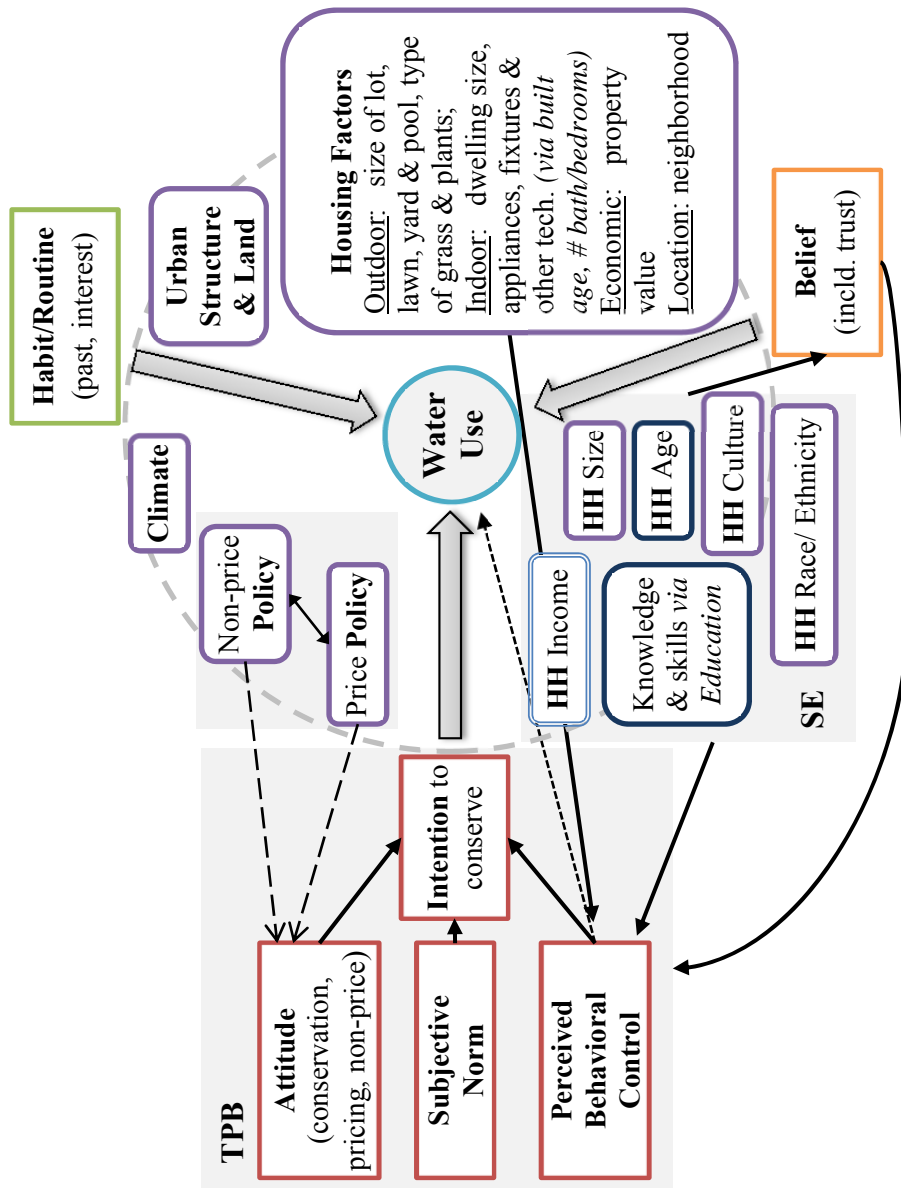 TPB
Attitude
(conservation,
pricing, non-price)
Subjective
Norm
Perceived
Behavioral
Control
Intention to
conserve
Non-price
Policy
Price Policy
Climate
Habit/Routine
(past, interest)
Urban
Structure
& Land
Water
Use
Housing Factors
Outdoor: size of lot,
lawn, yard & pool, type
of grass & plants;
Indoor: dwelling size,
appliances, fixtures &
other tech. (via built
age, # bath/bedrooms)
Economic: property
value
Location: neighborhood
HH Income
HH Size
HH Age
Knowledge
& skills via
Education
HH Culture
HH Race/ Ethnicity
SE
Belief
(incld. trust)